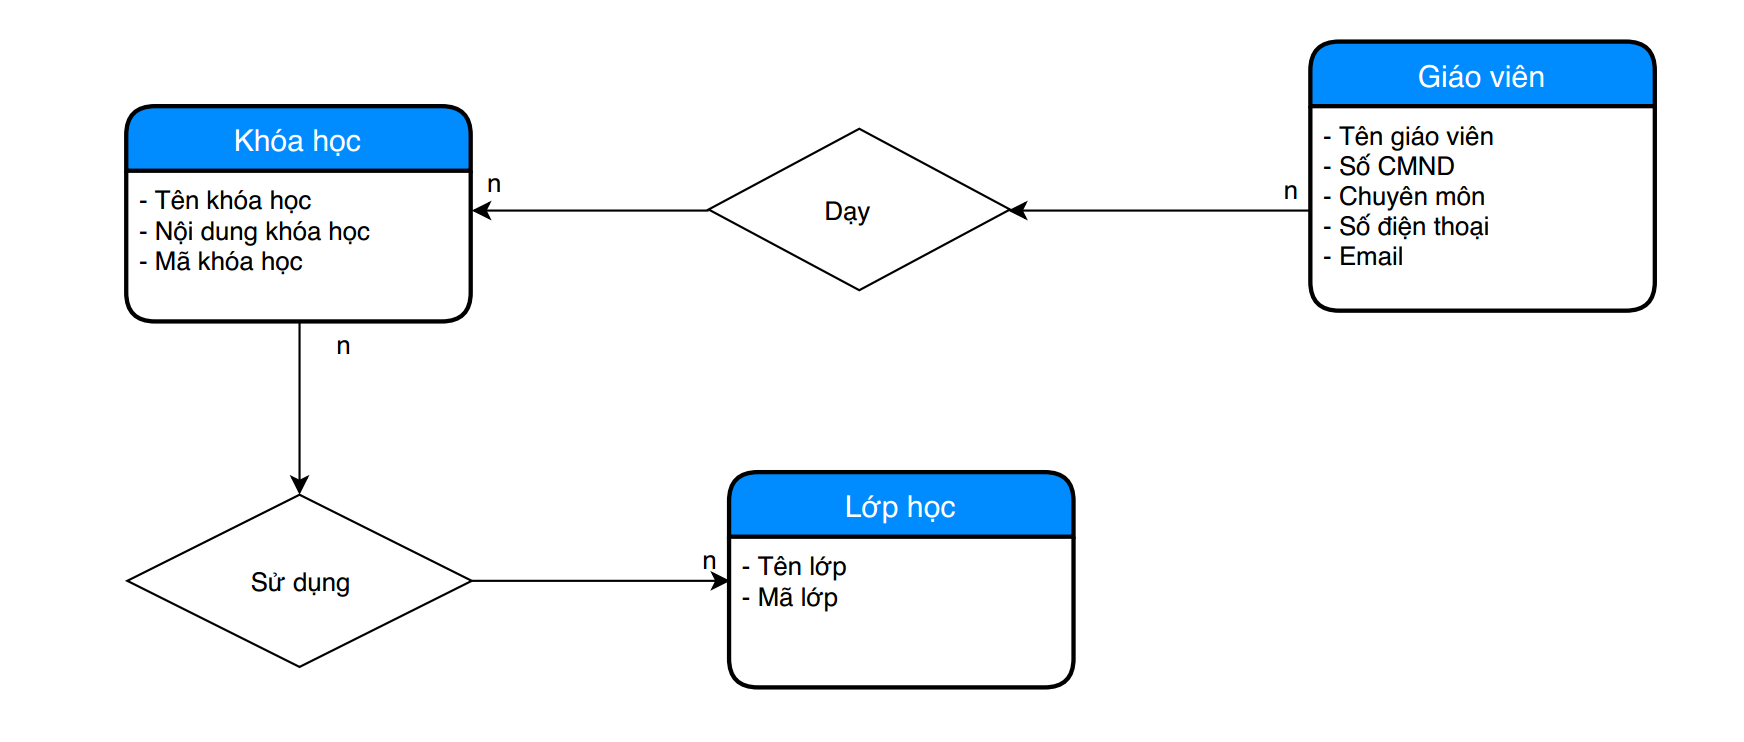 Khóa học
- Tên khóa học
- Nội dung khóa học
- Mã khóa học
n
Dạy
n
Giáo viên
- Tên giáo viên
- Số CMND
- Chuyên môn
- Số điện thoại
- Email
n
Sử dụng
n
Lớp học
- Tên lớp
- Mã lớp